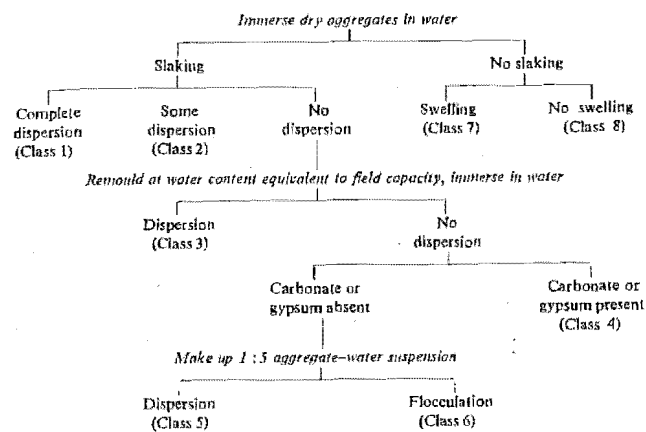 Immerse dry aggregates in water
Slaking
No slaking
Complete dispersion (Class 1)
Some dispersion (Class 2)
No dispersion
Swelling (Class 7)
No swelling (Class 8)
Remould at water content equivalent to field capacity, immerse in water
Dispersion (Class 3)
No dispersion
Carbonate or gypsum absent
Carbonate or gypsum present (Class 4)
Make up 1 : 5 aggregate–water suspension
Dispersion (Class 5)
Flocculation (Class 6)